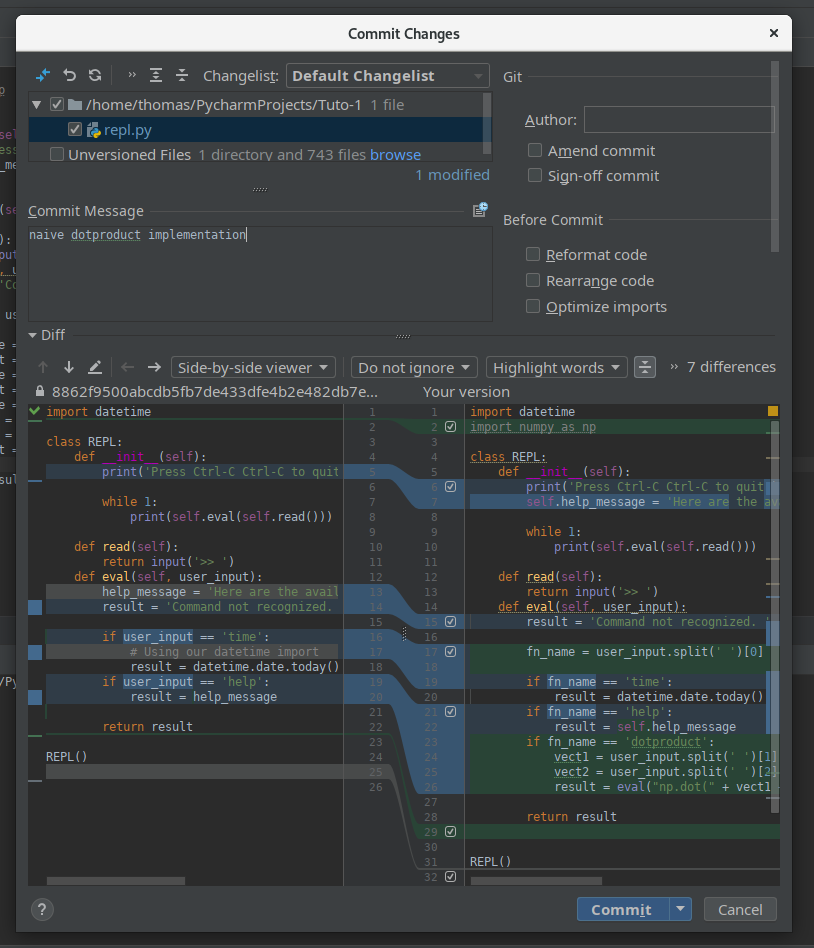 Commit Changes
Changelist: Default Changelist
/home/thomas/PycharmProjects/Tuto-1 1 file
repl.py
Unversioned Files 1 directory and 743 files browse
1 modified
Commit Message
naive dotproduct implementation
Git
Author:
Amend commit
Sign-off commit
Before Commit
Reformat code
Rearrange code
Optimize imports
Diff
Side-by-side viewer
Do not ignore
Highlight words
7 differences
8862f9500abcdb5fb7de433dfe4b2e482db7e...
Your version
import datetime 1
2
class REPL: 3
def __init__(self): 4
print('Press Ctrl-C Ctrl-C to quit 5
6
while 1: 7
print(self.eval(self.read())) 8
9
def read(self): 10
return input('>> ') 11
def eval(self, user_input): 12
help_message = 'Here are the avail 13
result = 'Command not recognized. 14
15
if user_input == 'time': 16
# Using our datetime import 17
result = datetime.date.today() 18
if user_input == 'help': 19
result = help_message 20
21
return result 22
23
REPL() 24
25
26
1 import datetime
2 import numpy as np
3
4 class REPL:
5 def __init__(self):
6 print('Press Ctrl-C Ctrl-C to quit
7 self.help_message = 'Here are the ava
8
9 while 1:
10 print(self.eval(self.read()))
11
12 def read(self):
13 return input('>> ')
14 def eval(self, user_input):
15 result = 'Command not recognized.
16
17 fn_name = user_input.split(' ')[0]
18
19 if fn_name == 'time':
20 result = datetime.date.today()
21 if fn_name == 'help':
22 result = self.help_message
23 if fn_name == 'dotproduct':
24 vect1 = user_input.split(' ')[1]
25 vect2 = user_input.split(' ')[2]
26 result = eval("np.dot(" + vect1
27
28 return result
29
30
31 REPL()
32
?
Commit
Cancel